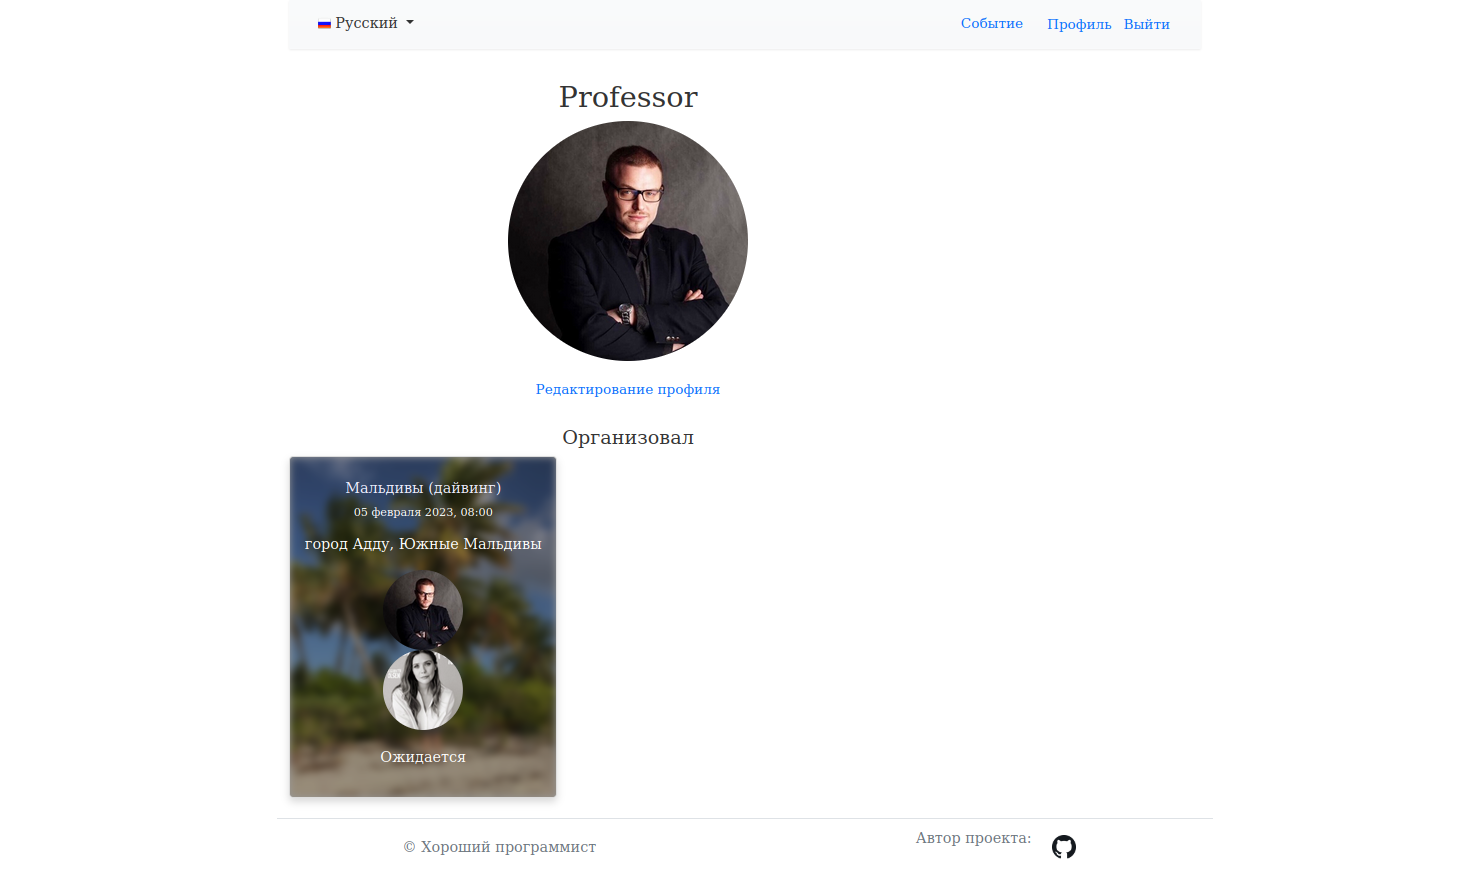 Русский
Событие
Профиль
Выйти
Professor
Редактирование профиля
Организовал
Мальдивы (дайвинг)
05 февраля 2023, 08:00
город Адду, Южные Мальдивы
Ожидается
© Хороший программист
Автор проекта: